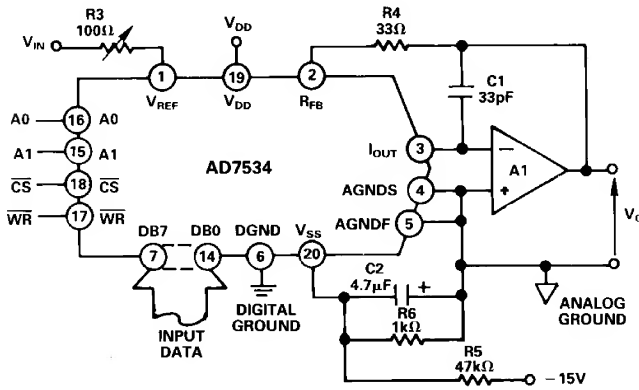 R3
100Ω
VIN
VDD
R4
33Ω
1
19
2
VREF
VDD
RFB
C1
33pF
A0
16
A0
A1
15
A1
CS
18
CS
WR
17
WR
AD7534
IOUT
3
−
A1
+
AGNDS
4
AGNDF
5
DB7
DB0
DGND
VSS
7
14
6
20
DIGITAL
GROUND
INPUT
DATA
C2
4.7μF
+
R6
1kΩ
ANALOG
GROUND
R5
47kΩ
−15V